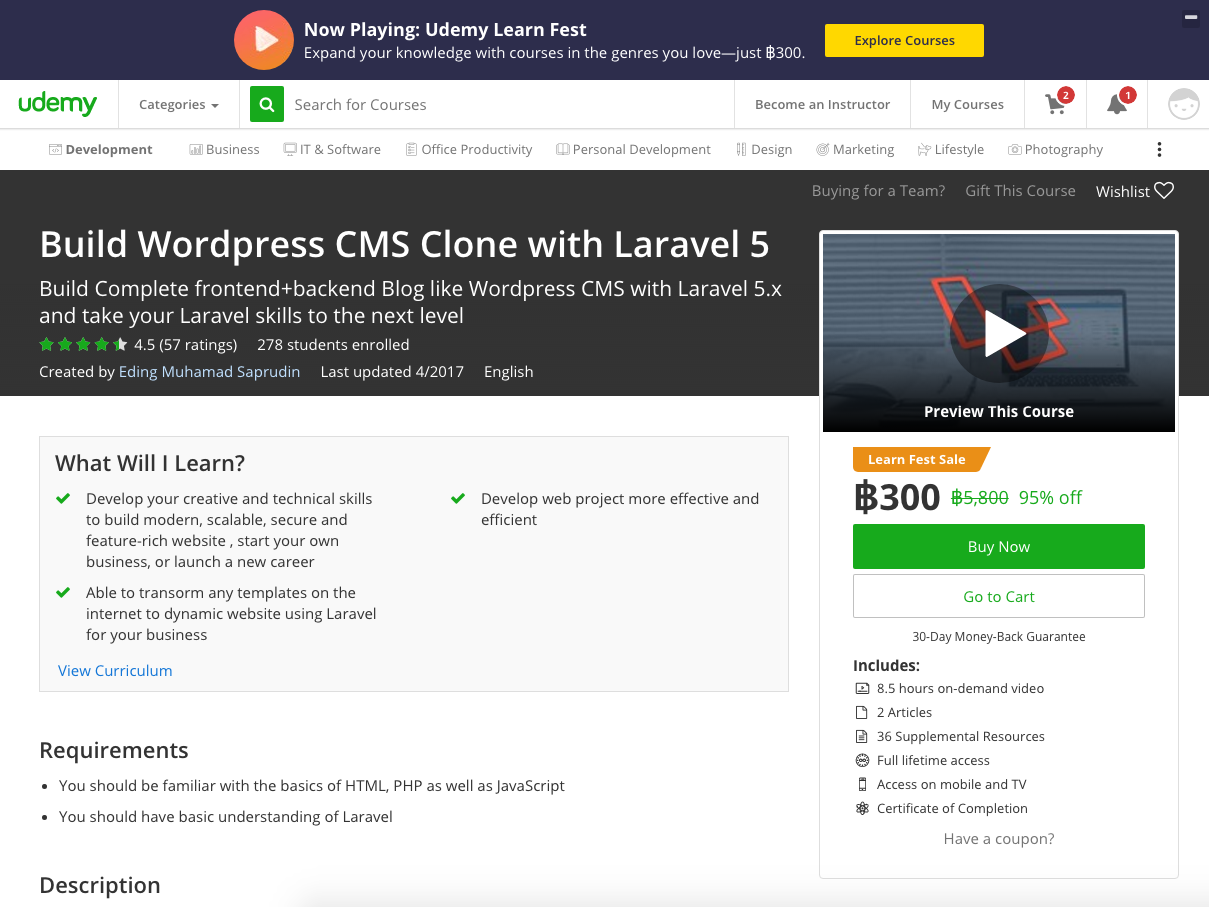 Now Playing: Udemy Learn Fest
Expand your knowledge with courses in the genres you love—just ฿300.
Explore Courses
udemy
Categories
Search for Courses
Become an Instructor
My Courses
2
1
Development
Business
IT & Software
Office Productivity
Personal Development
Design
Marketing
Lifestyle
Photography
Buying for a Team?
Gift This Course
Wishlist
Build Wordpress CMS Clone with Laravel 5
Build Complete frontend+backend Blog like Wordpress CMS with Laravel 5.x
and take your Laravel skills to the next level
4.5 (57 ratings) 278 students enrolled
Created by Eding Muhamad Saprudin Last updated 4/2017 English
Preview This Course
What Will I Learn?
Develop your creative and technical skills
to build modern, scalable, secure and
feature-rich website , start your own
business, or launch a new career
Able to transorm any templates on the
internet to dynamic website using Laravel
for your business
Develop web project more effective and
efficient
View Curriculum
Requirements
You should be familiar with the basics of HTML, PHP as well as JavaScript
You should have basic understanding of Laravel
Description
Learn Fest Sale
฿300 ฿5,800 95% off
Buy Now
Go to Cart
30-Day Money-Back Guarantee
Includes:
8.5 hours on-demand video
2 Articles
36 Supplemental Resources
Full lifetime access
Access on mobile and TV
Certificate of Completion
Have a coupon?